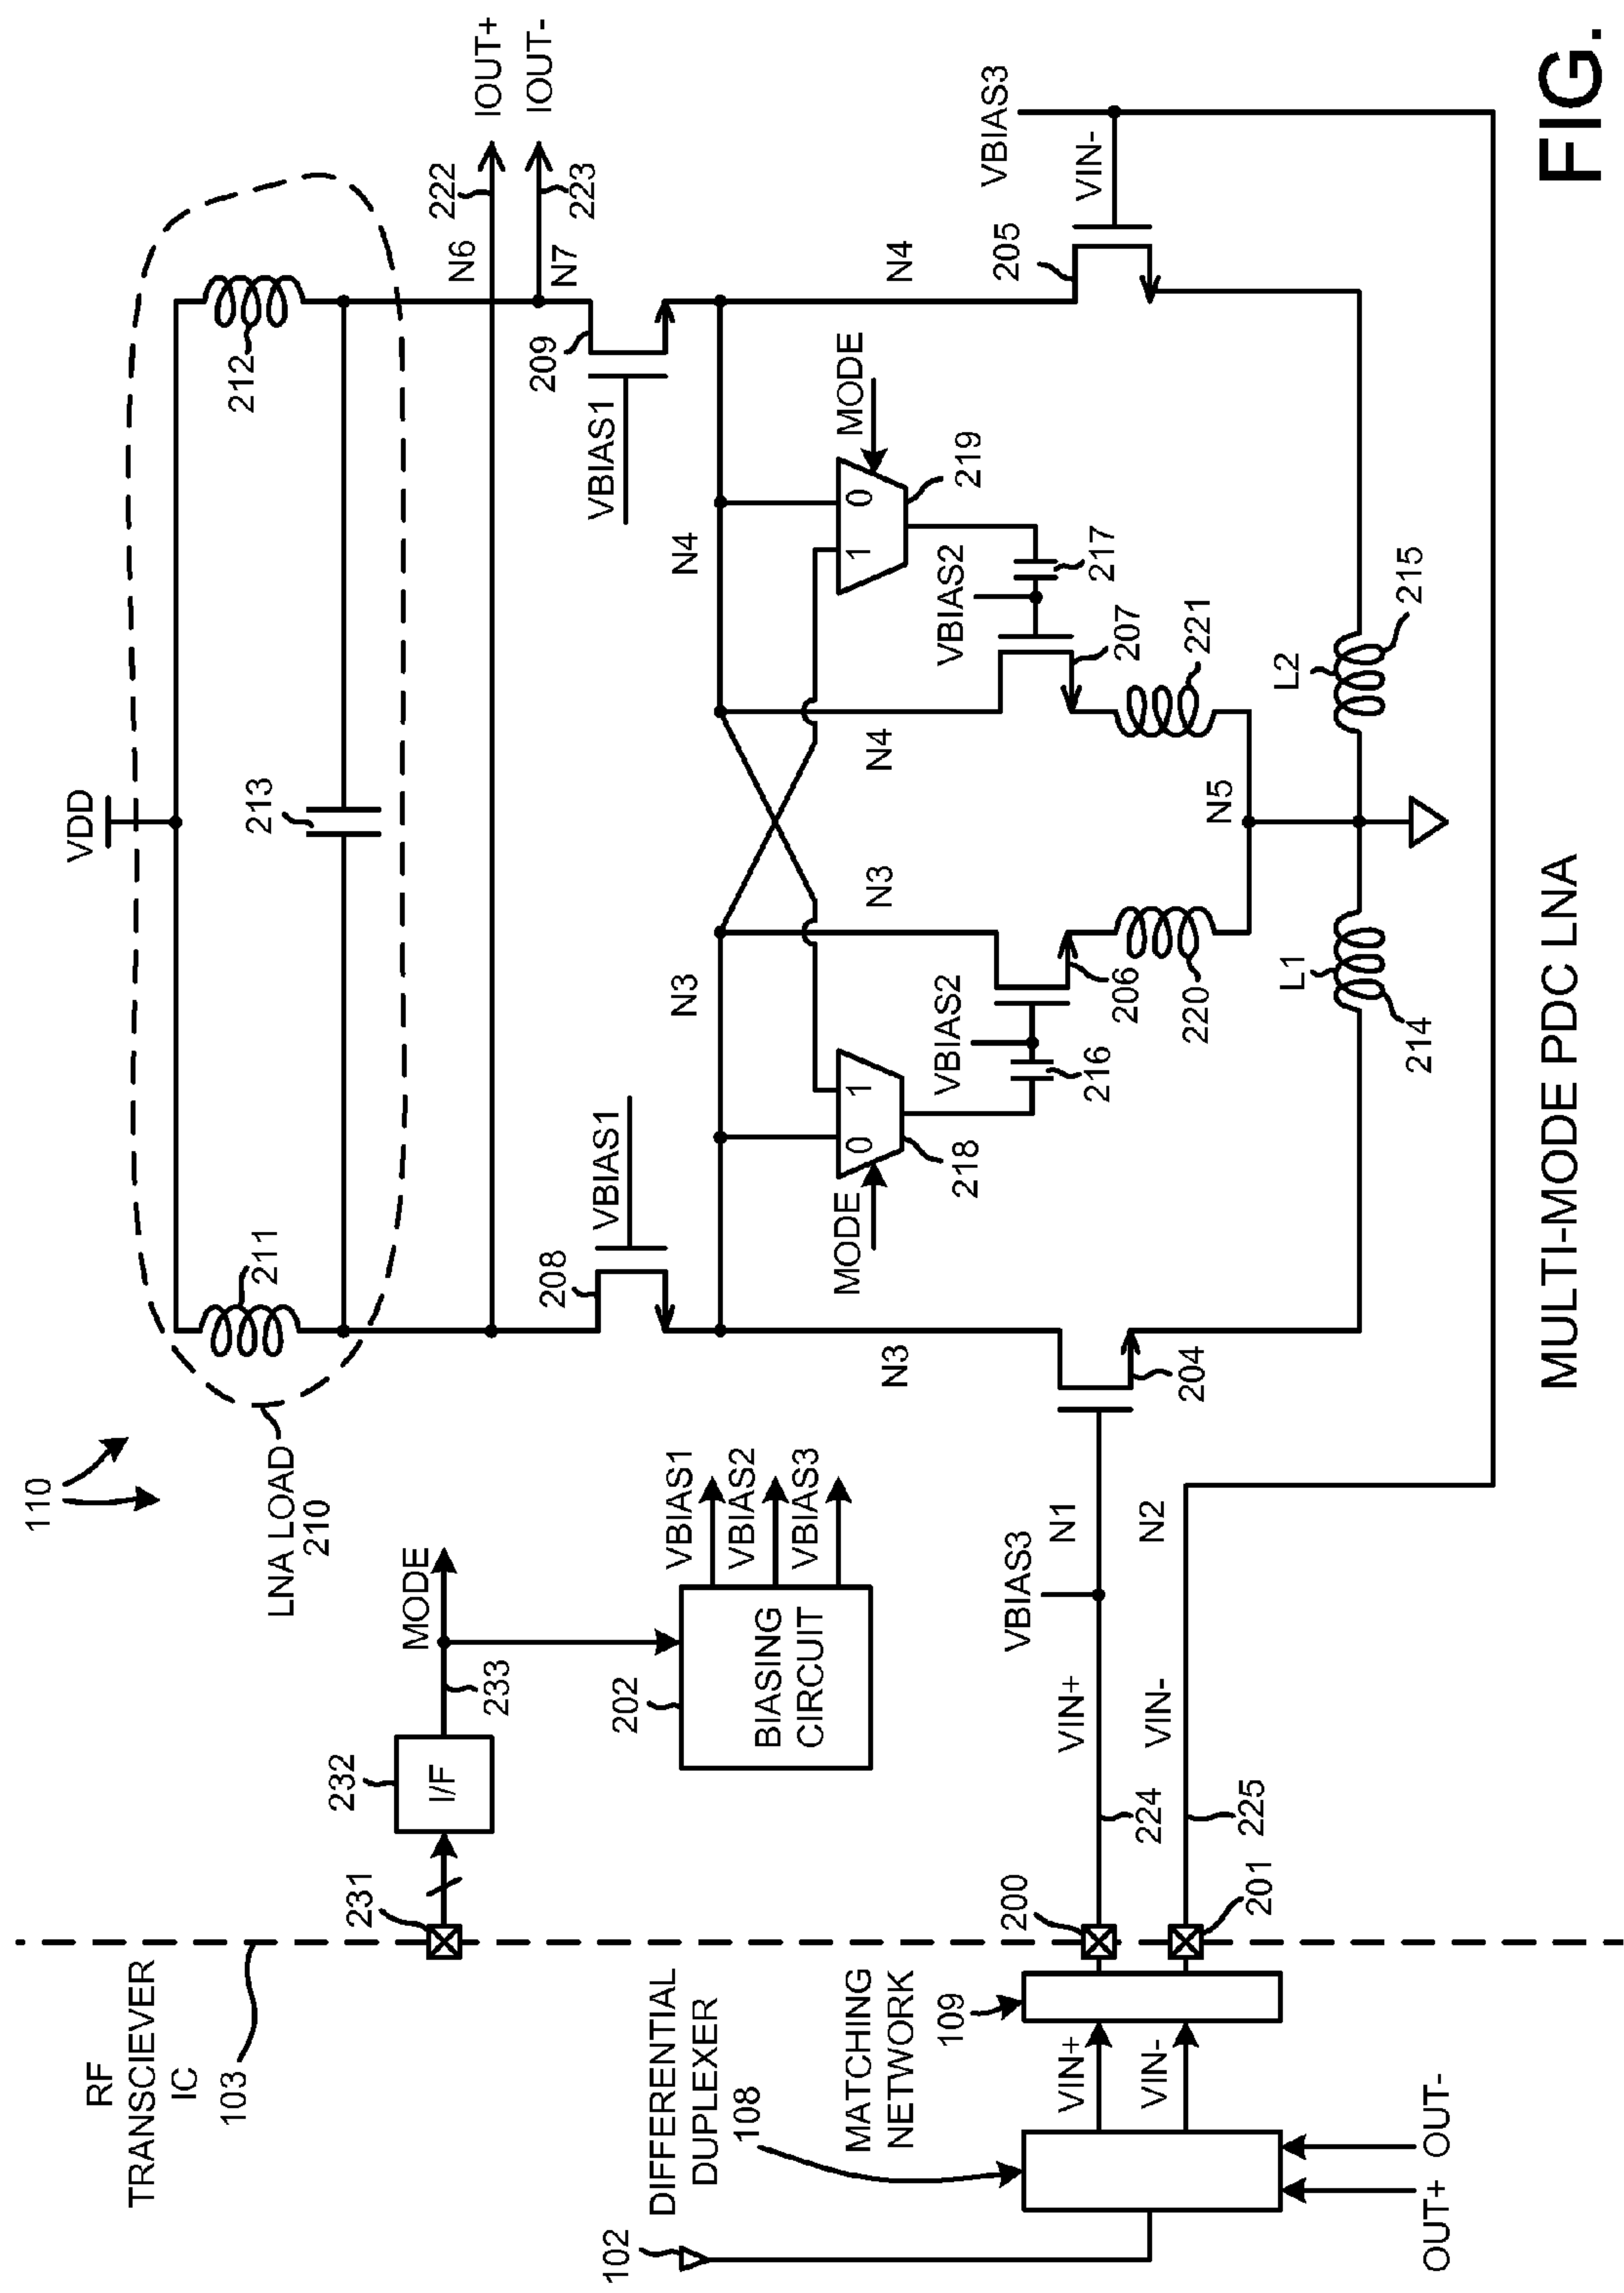 110
LNA LOAD
210
VDD
211
212
213
IOUT+
IOUT-
222
223
N6
N7
208
209
VBIAS1
VBIAS1
N3
N4
N4
N3
N3
N4
MODE
MODE
0
1
1
0
218
219
VBIAS2
VBIAS2
216
217
206
207
220
221
N5
204
205
VBIAS3
VIN-
L1
L2
214
215
RF
TRANSCIEVER
IC
103
231
232
I/F
233
MODE
202
BIASING
CIRCUIT
VBIAS1
VBIAS2
VBIAS3
102
DIFFERENTIAL
DUPLEXER
108
MATCHING
NETWORK
109
VIN+
VIN-
OUT+
OUT-
200
201
224
225
VIN+
VIN-
VBIAS3
N1
N2
MULTI-MODE PDC LNA
FIG.